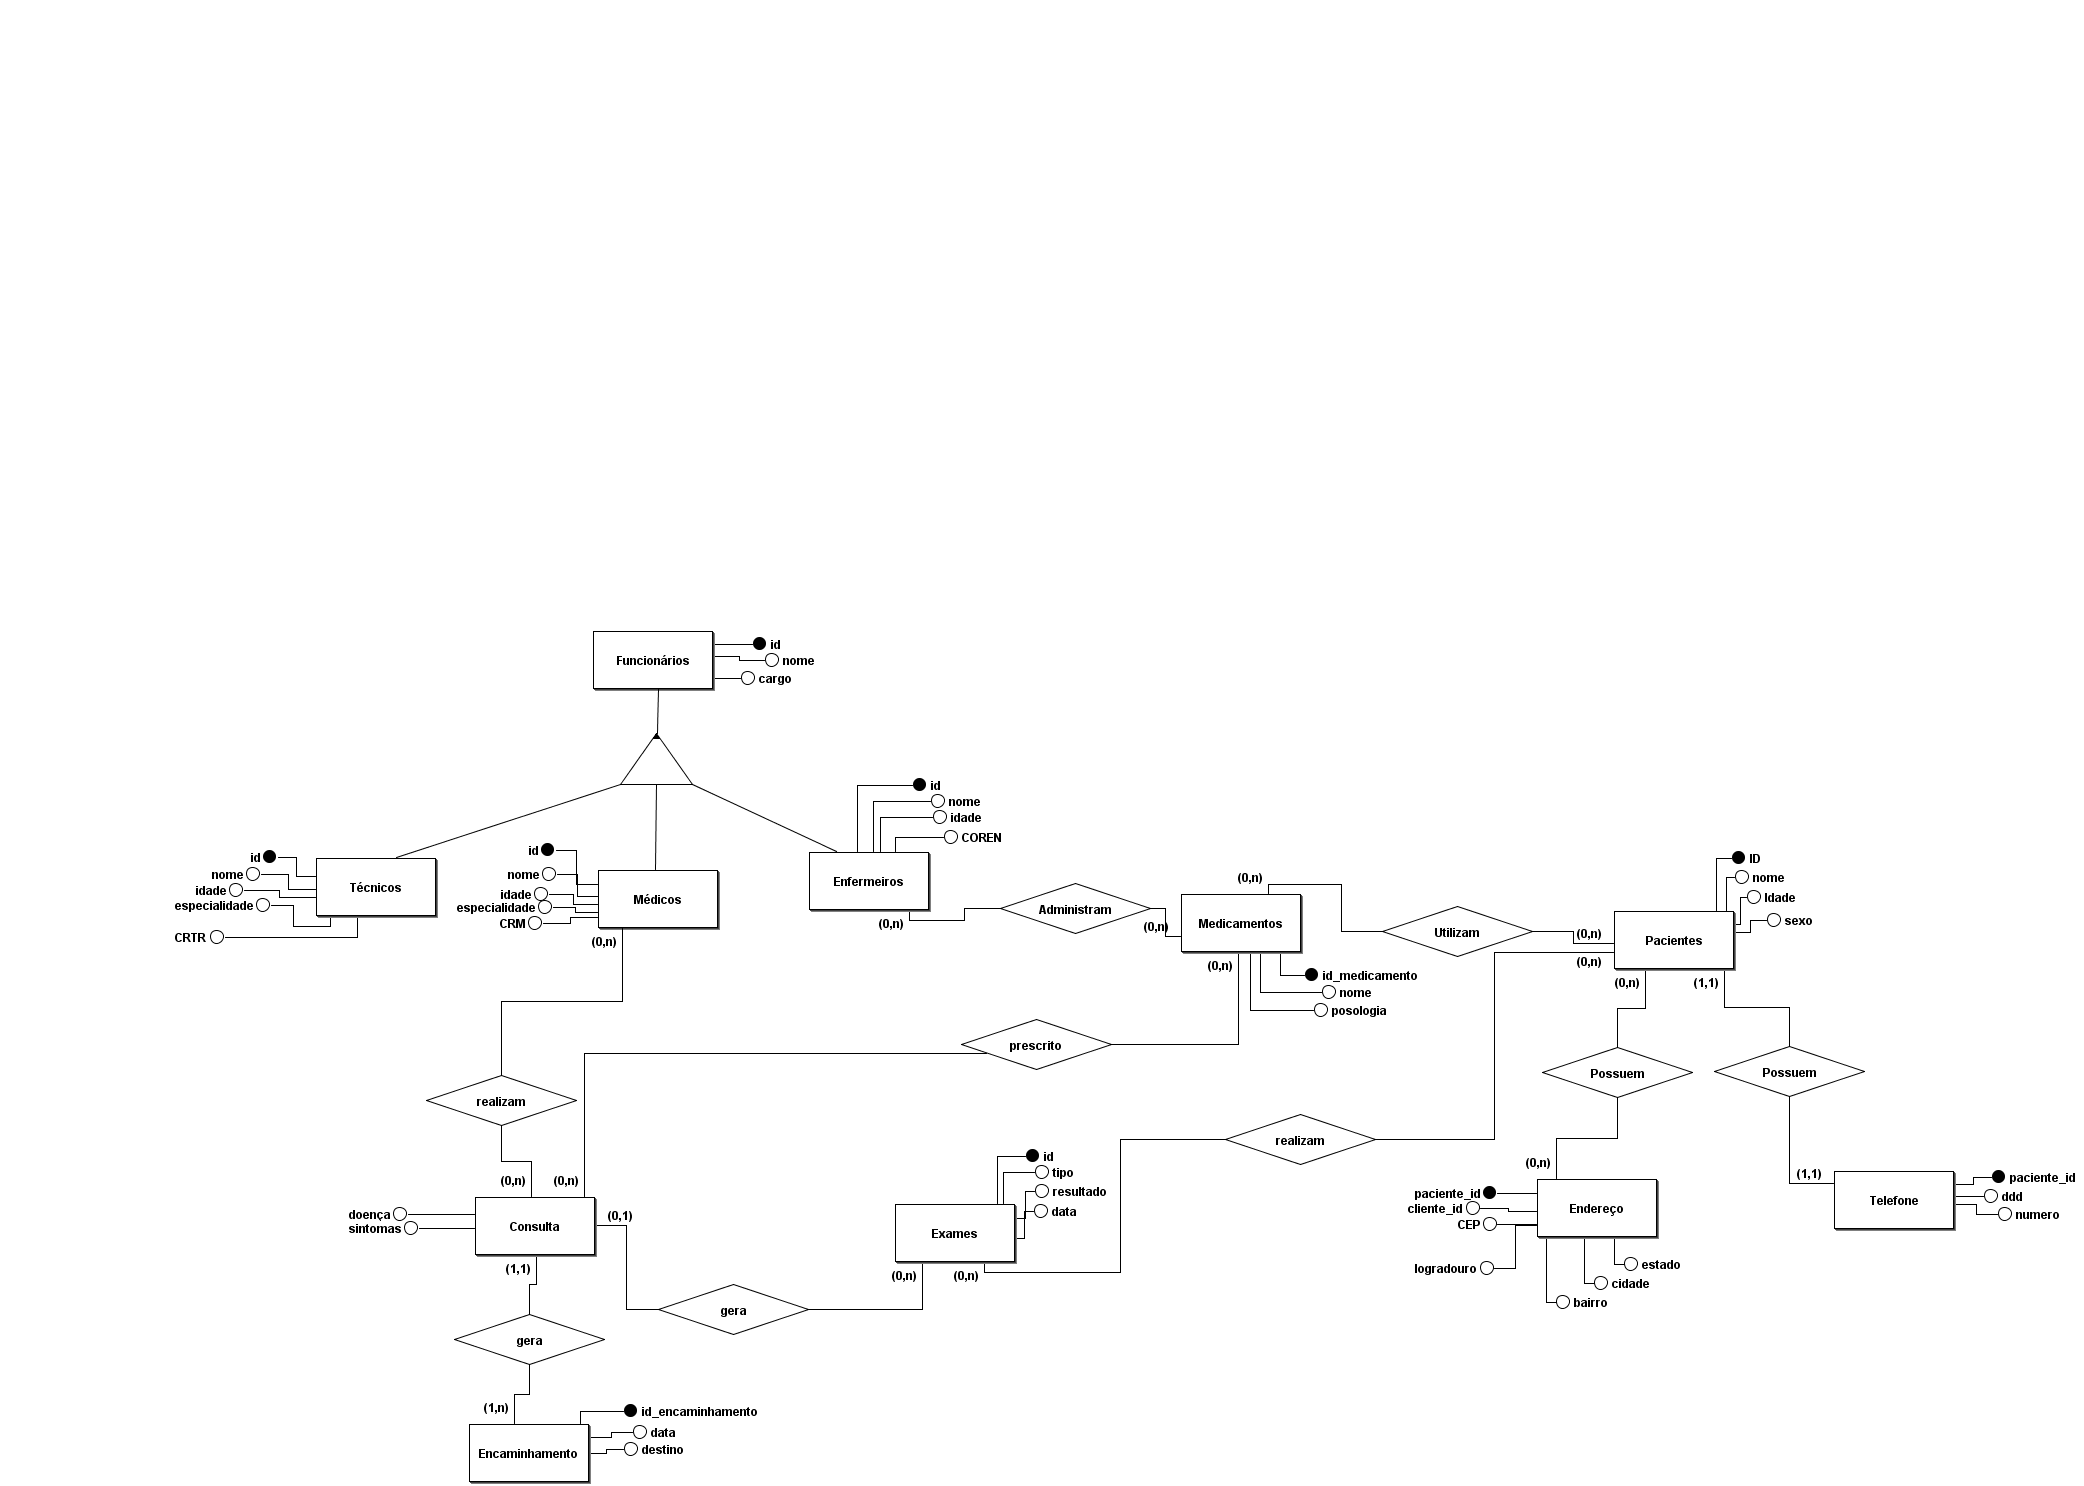 Funcionários
id
nome
cargo
id
nome
idade
COREN
Enfermeiros
id
nome
idade
especialidade
CRTR
Técnicos
id
nome
idade
especialidade
CRM
Médicos
(0,n)
(0,n)
Administram
(0,n)
(0,n)
Medicamentos
(0,n)
id_medicamento
nome
posologia
Utilizam
(0,n)
(0,n)
ID
nome
Idade
sexo
Pacientes
(0,n)
(1,1)
prescrito
Possuem
Possuem
realizam
realizam
(0,n)
(0,n)
doença
sintomas
Consulta
(0,1)
(1,1)
id
tipo
resultado
data
Exames
(0,n)
(0,n)
(0,n)
paciente_id
cliente_id
CEP
logradouro
Endereço
estado
cidade
bairro
(1,1)
Telefone
paciente_id
ddd
numero
gera
gera
(1,n)
id_encaminhamento
data
destino
Encaminhamento